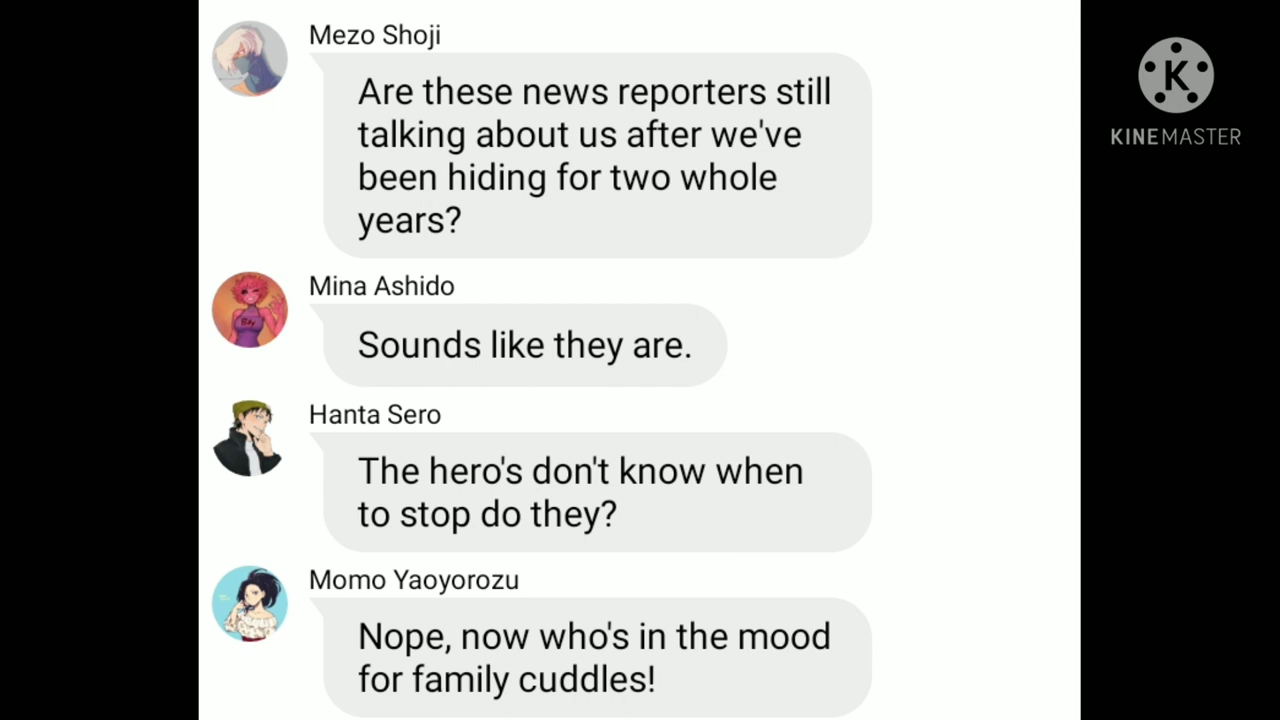 Mezo Shoji
Are these news reporters still
talking about us after we've
been hiding for two whole
years?
Mina Ashido
Sounds like they are.
Hanta Sero
The hero's don't know when
to stop do they?
Momo Yaoyorozu
Nope, now who's in the mood
for family cuddles!
K
KINEMASTER